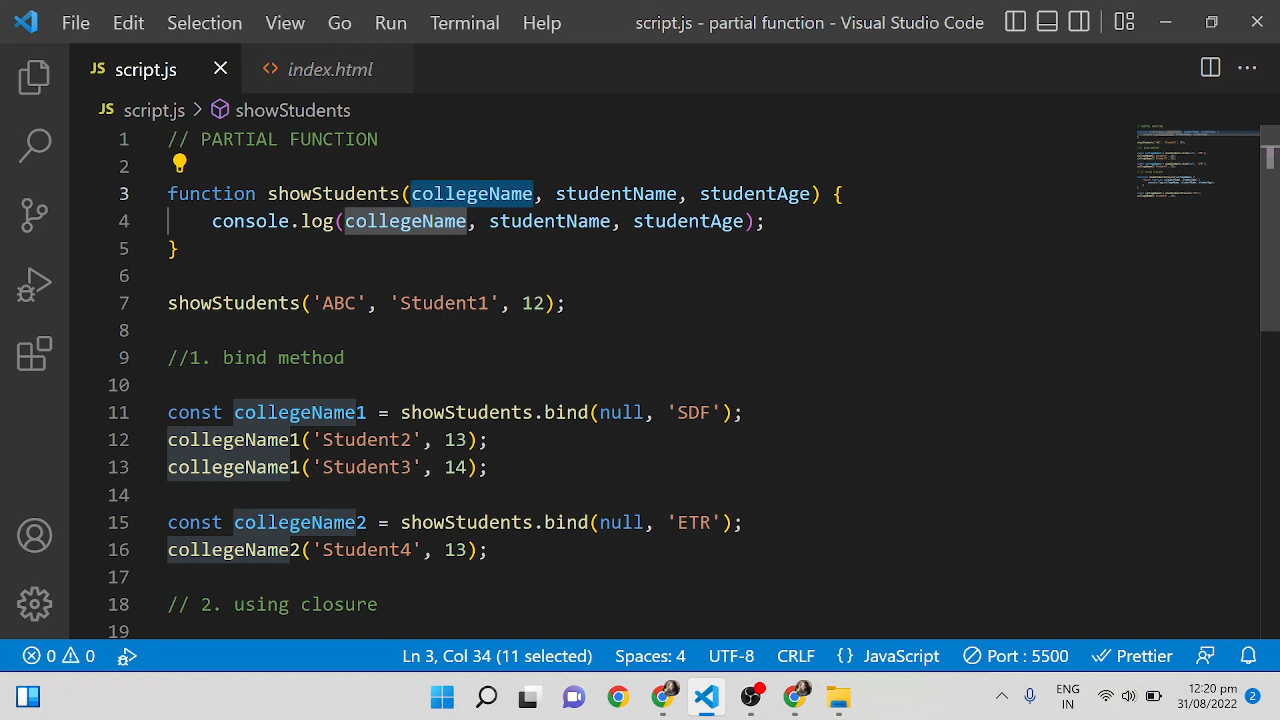 File Edit Selection View Go Run Terminal Help script.js - partial function - Visual Studio Code
JS script.js index.html
JS script.js > showStudents
1 // PARTIAL FUNCTION
2
3 function showStudents(collegeName, studentName, studentAge) {
4 console.log(collegeName, studentName, studentAge);
5 }
6
7 showStudents('ABC', 'Student1', 12);
8
9 //1. bind method
10
11 const collegeName1 = showStudents.bind(null, 'SDF');
12 collegeName1('Student2', 13);
13 collegeName1('Student3', 14);
14
15 const collegeName2 = showStudents.bind(null, 'ETR');
16 collegeName2('Student4', 13);
17
18 // 2. using closure
19
0 0 Ln 3, Col 34 (11 selected) Spaces: 4 UTF-8 CRLF {} JavaScript Port : 5500 Prettier
ENG 12:20 pm
IN 31/08/2022 2